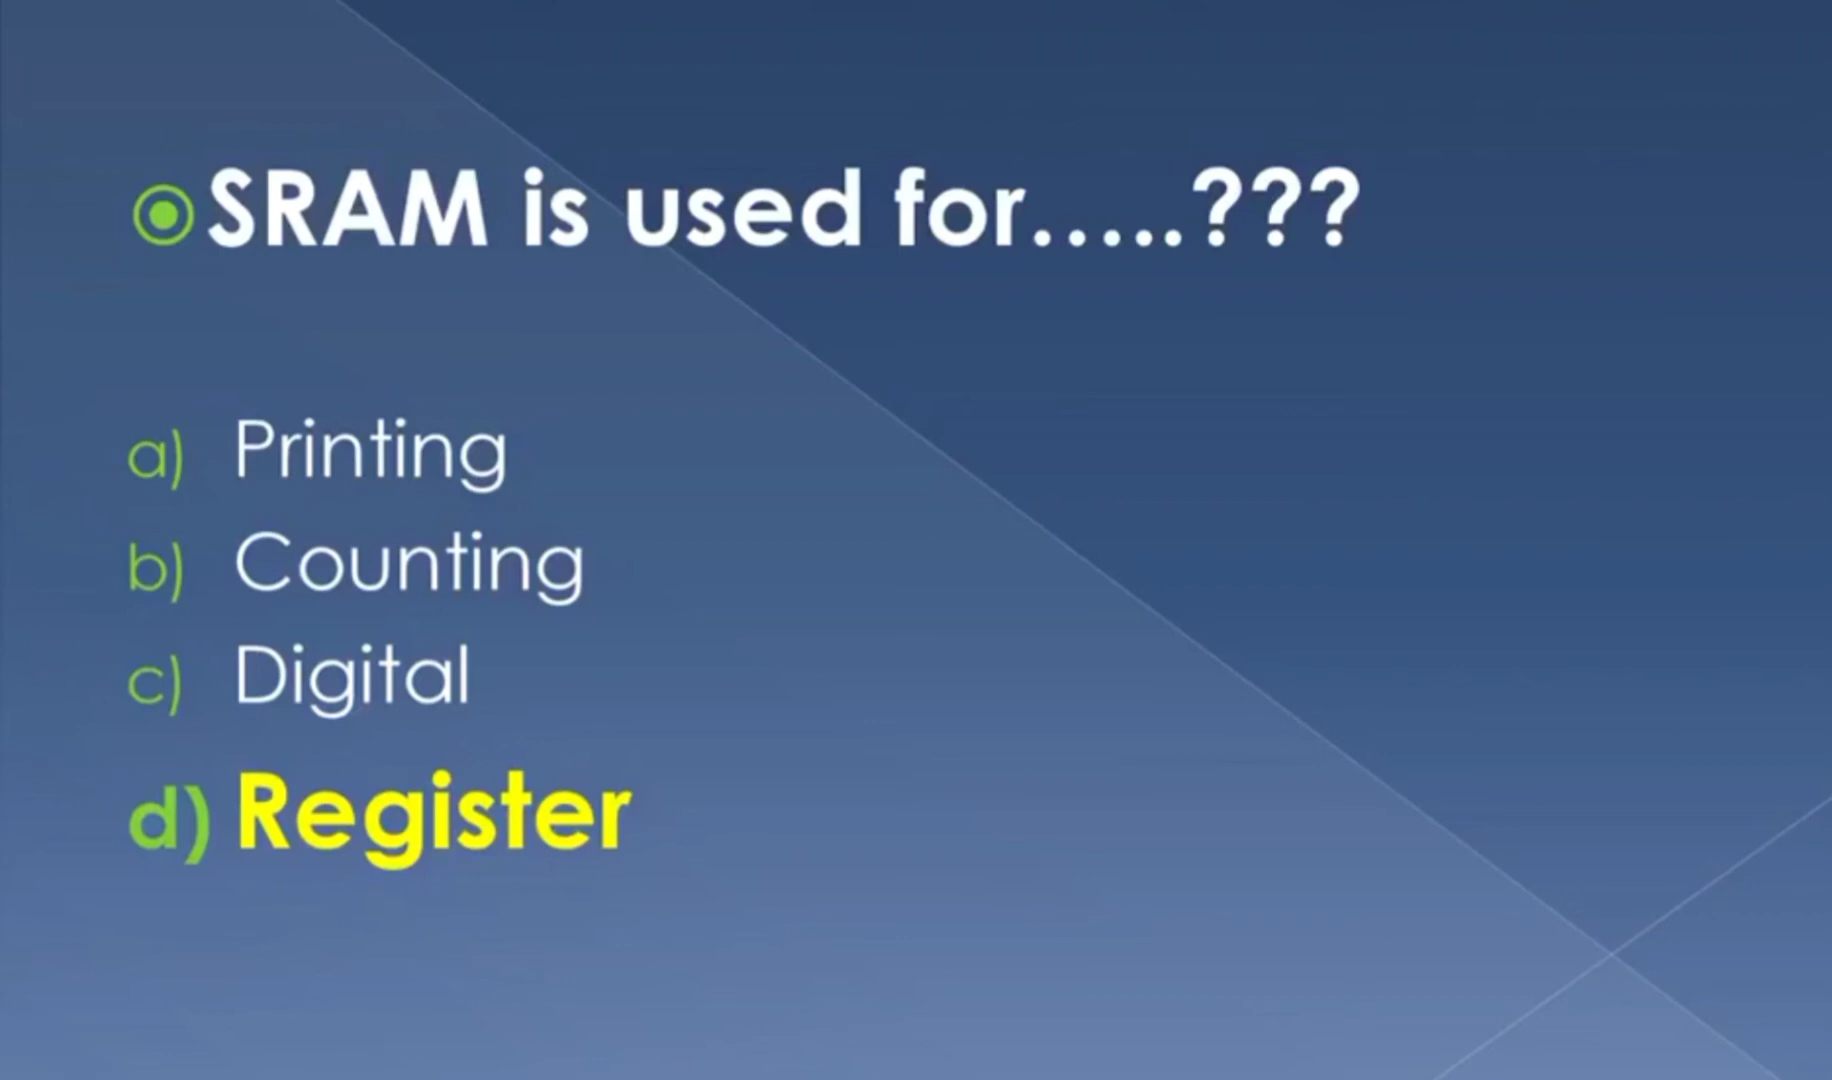 SRAM is used for.....???
a) Printing
b) Counting
c) Digital
d) Register